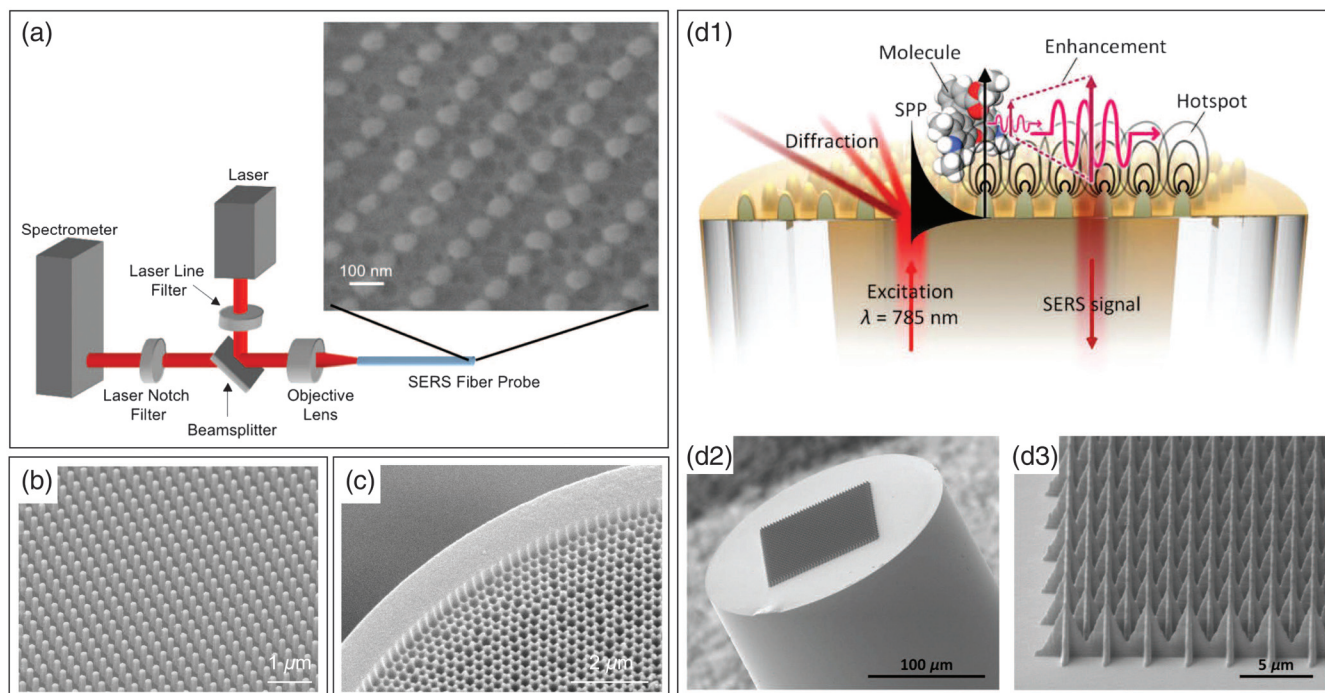 (a)
Laser
Spectrometer
Laser Line
Filter
100 nm
Laser Notch
Filter
Beamsplitter
Objective
Lens
SERS Fiber Probe
(b)
1 μm
(c)
2 μm
(d1)
Molecule
Enhancement
SPP
Hotspot
Diffraction
Excitation
λ = 785 nm
SERS signal
(d2)
100 μm
(d3)
5 μm